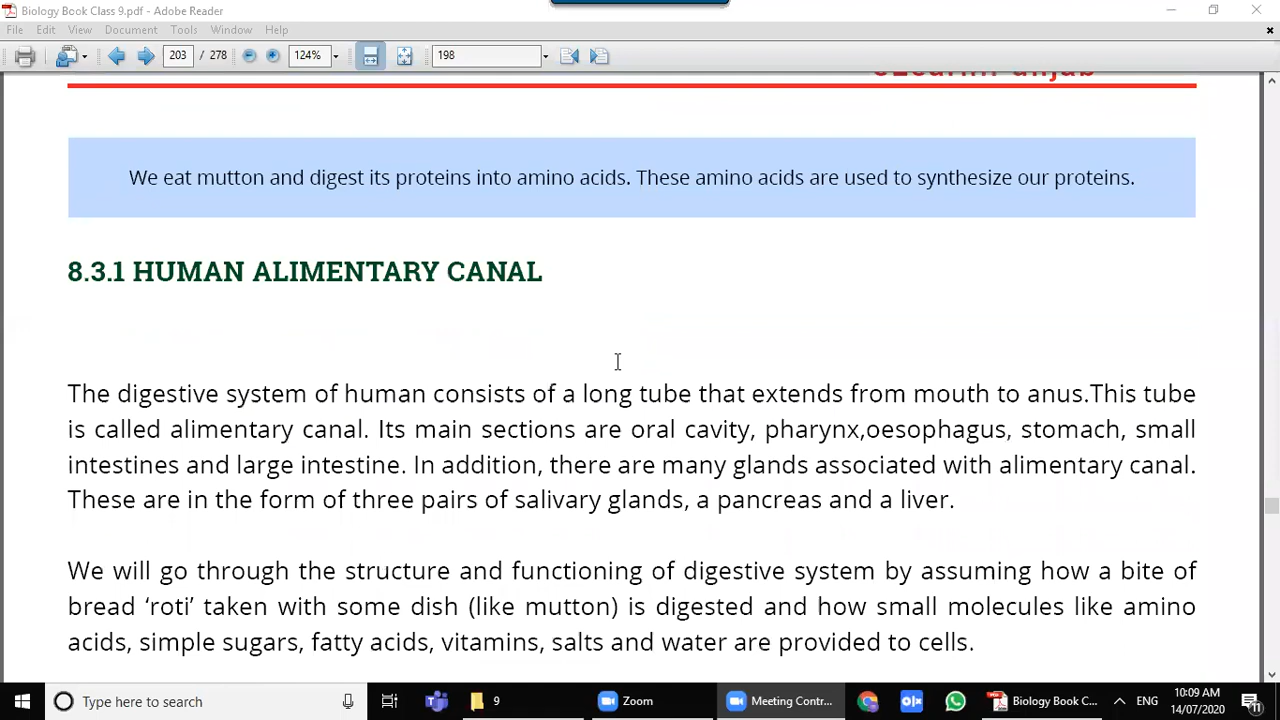 Biology Book Class 9.pdf - Adobe Reader
File Edit View Document Tools Window Help
203 / 278 124% 198
We eat mutton and digest its proteins into amino acids. These amino acids are used to synthesize our proteins.
8.3.1 HUMAN ALIMENTARY CANAL
The digestive system of human consists of a long tube that extends from mouth to anus.This tube
is called alimentary canal. Its main sections are oral cavity, pharynx,oesophagus, stomach, small
intestines and large intestine. In addition, there are many glands associated with alimentary canal.
These are in the form of three pairs of salivary glands, a pancreas and a liver.
We will go through the structure and functioning of digestive system by assuming how a bite of
bread ‘roti’ taken with some dish (like mutton) is digested and how small molecules like amino
acids, simple sugars, fatty acids, vitamins, salts and water are provided to cells.
Type here to search 9 Zoom Meeting Contr... Biology Book C... ENG 10:09 AM
14/07/2020 11